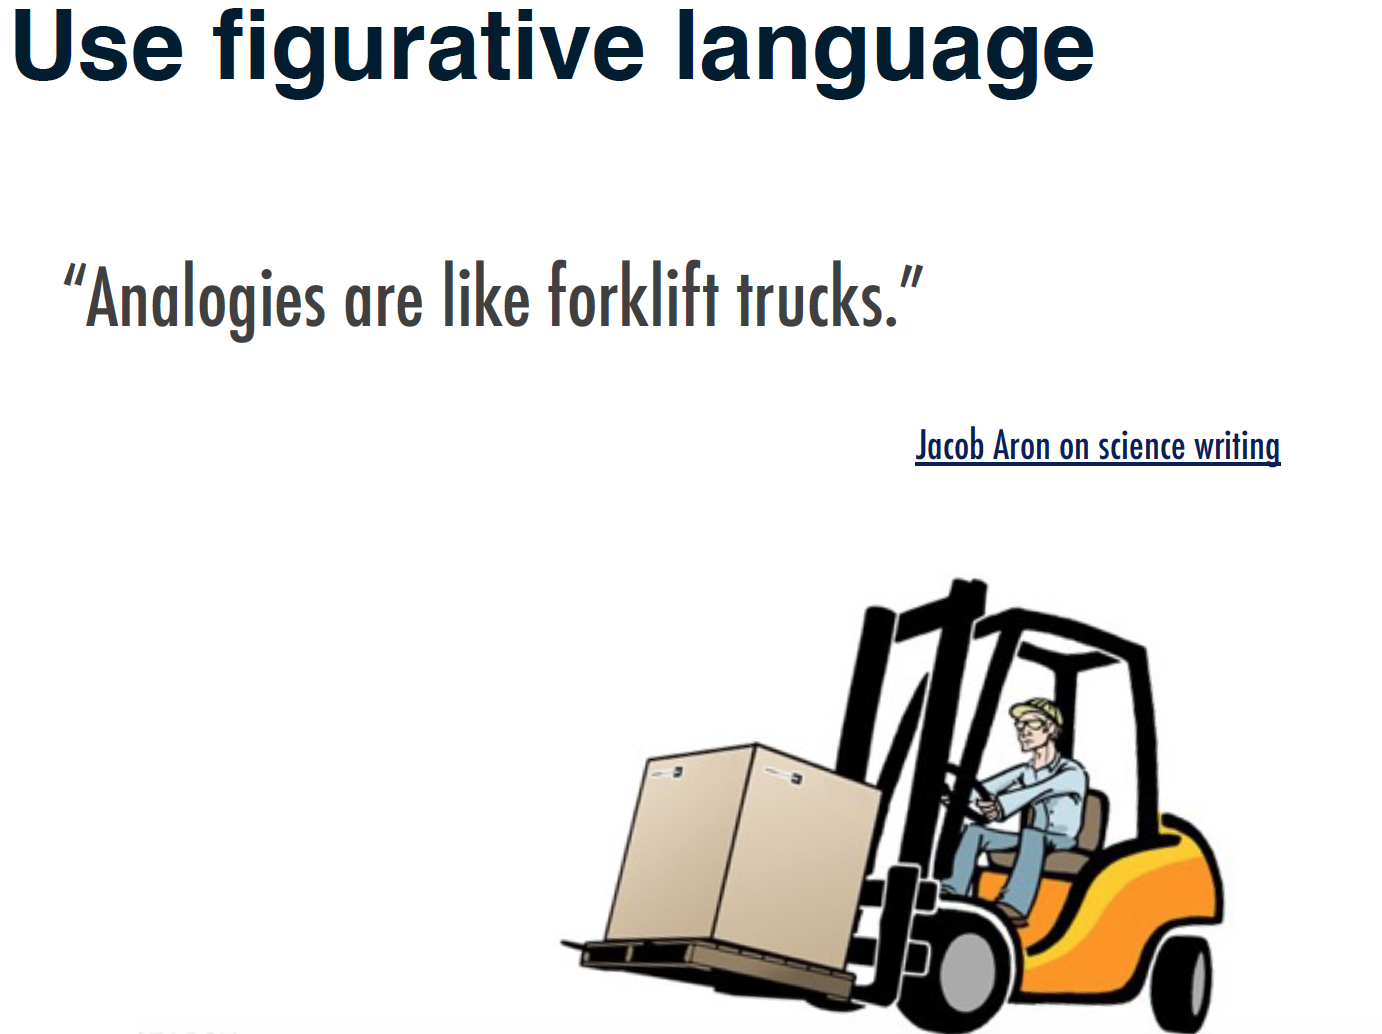 Use figurative language
“Analogies are like forklift trucks.”
Jacob Aron on science writing